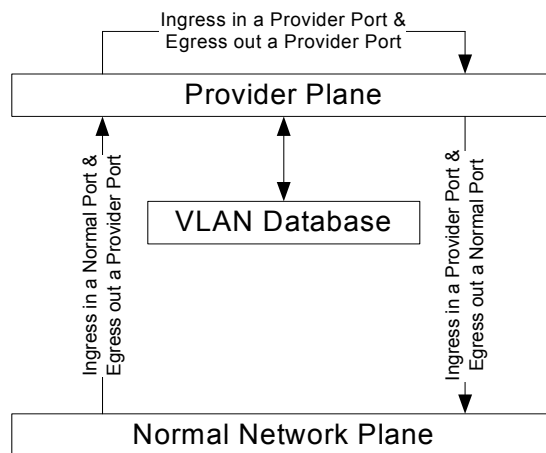 Ingress in a Provider Port &
Egress out a Provider Port
Provider Plane
Ingress in a Normal Port &
Egress out a Provider Port
VLAN Database
Ingress in a Provider Port &
Egress out a Normal Port
Normal Network Plane